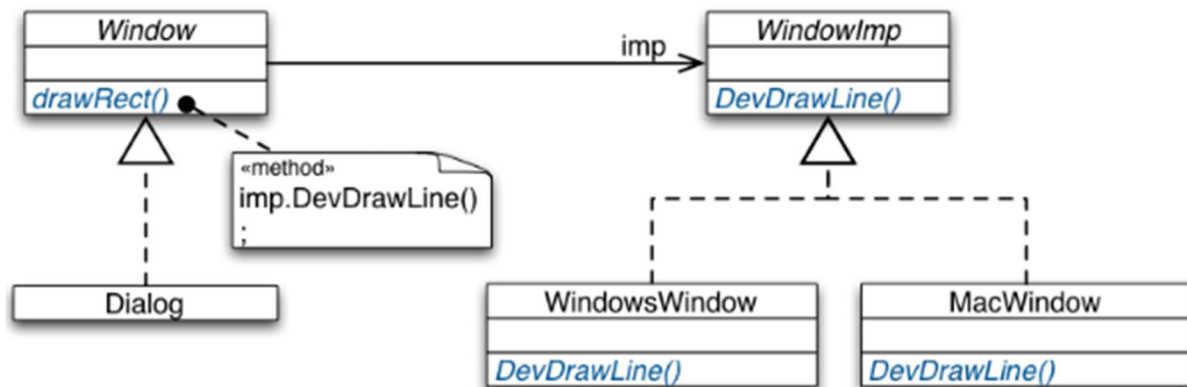 Window
drawRect()
imp
WindowImp
DevDrawLine()
«method»
imp.DevDrawLine()
;
Dialog
WindowsWindow
DevDrawLine()
MacWindow
DevDrawLine()